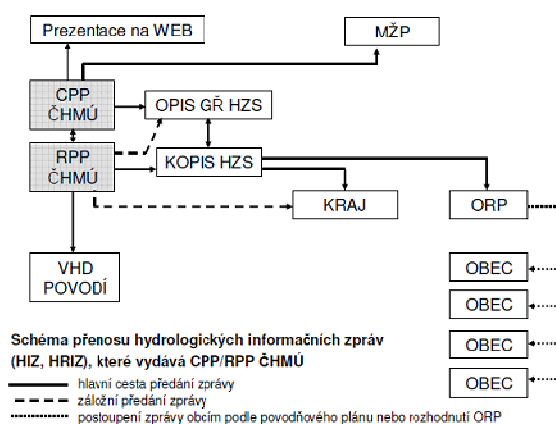 Prezentace na WEB
MŽP
CPP
ČHMÚ
OPIS GŘ HZS
RPP
ČHMÚ
KOPIS HZS
KRAJ
ORP
VHD
POVODÍ
OBEC
OBEC
OBEC
OBEC
Schéma přenosu hydrologických informačních zpráv
(HIZ, HRIZ), které vydává CPP/RPP ČHMÚ
hlavní cesta předání zprávy
záložní předání zprávy
postoupení zprávy obcím podle povodňového plánu nebo rozhodnutí ORP